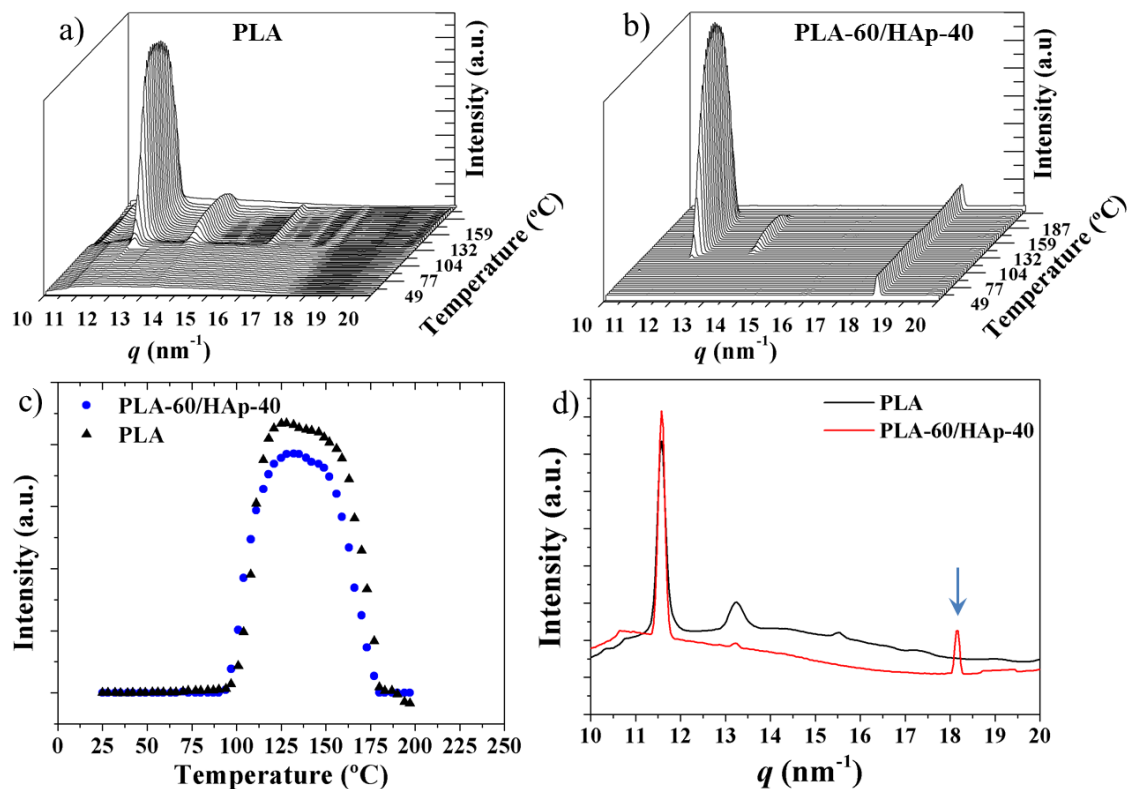 a)
PLA
Intensity (a.u.)
159
132
104
77
49
Temperature (ºC)
10 11 12 13 14 15 16 17 18 19 20
q (nm⁻¹)
b)
PLA-60/HAp-40
Intensity (a.u)
187
159
132
104
77
49
Temperature (ºC)
10 11 12 13 14 15 16 17 18 19 20
q (nm⁻¹)
c)
PLA-60/HAp-40
PLA
Intensity (a.u.)
0 25 50 75 100 125 150 175 200 225 250
Temperature (ºC)
d)
PLA
PLA-60/HAp-40
Intensity (a.u.)
10 11 12 13 14 15 16 17 18 19 20
q (nm⁻¹)